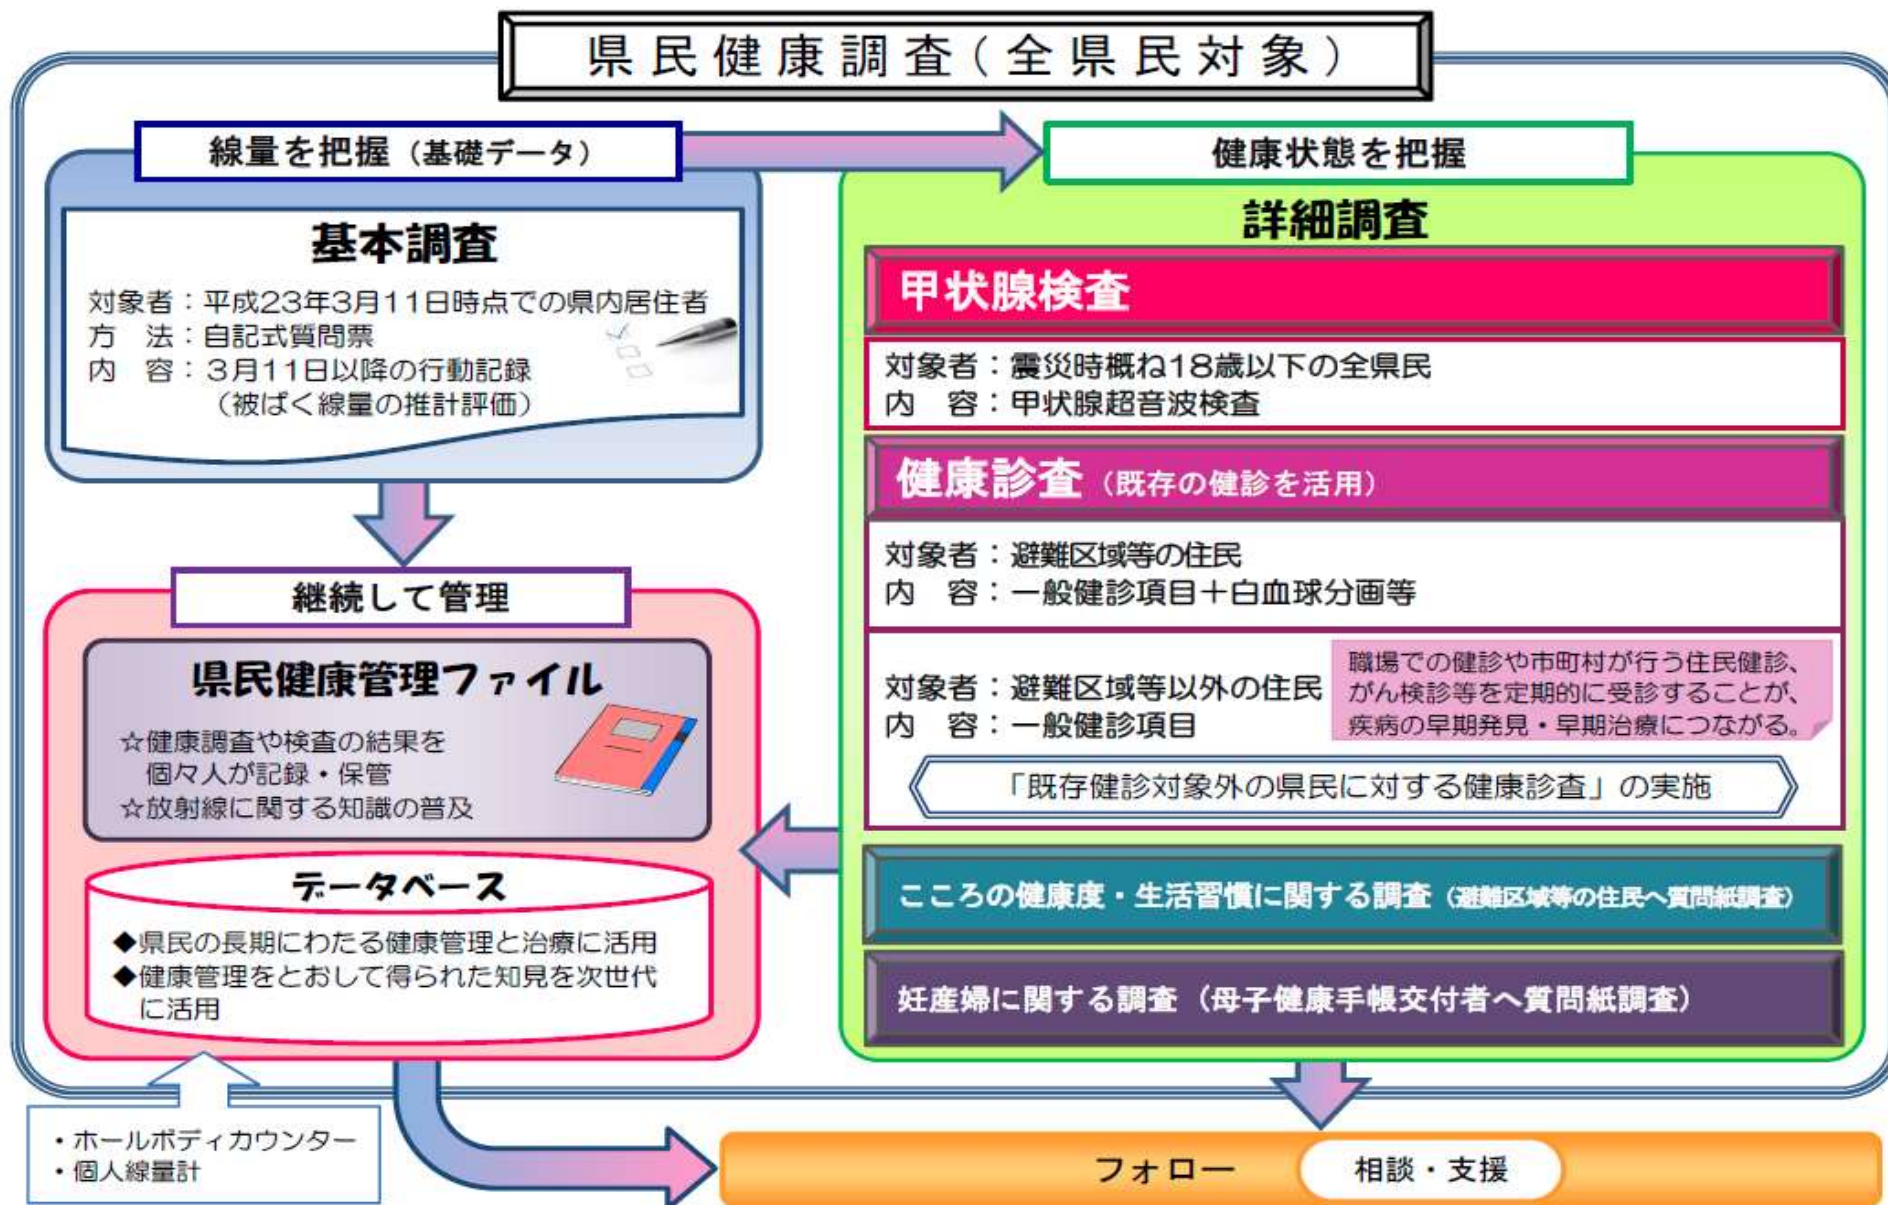 県民健康調査(全県民対象)
線量を把握(基礎データ)
基本調査
対象者:平成23年3月11日時点での県内居住者
方 法:自記式質問票
内 容:3月11日以降の行動記録
(被ばく線量の推計評価)
継続して管理
県民健康管理ファイル
☆健康調査や検査の結果を
個々人が記録・保管
☆放射線に関する知識の普及
データベース
◆県民の長期にわたる健康管理と治療に活用
◆健康管理をとおして得られた知見を次世代
に活用
・ホールボディカウンター
・個人線量計
健康状態を把握
詳細調査
甲状腺検査
対象者:震災時概ね18歳以下の全県民
内 容:甲状腺超音波検査
健康診査(既存の健診を活用)
対象者:避難区域等の住民
内 容:一般健診項目+白血球分画等
対象者:避難区域等以外の住民
内 容:一般健診項目
職場での健診や市町村が行う住民健診、
がん検診等を定期的に受診することが、
疾病の早期発見・早期治療につながる。
「既存健診対象外の県民に対する健康診査」の実施
こころの健康度・生活習慣に関する調査(避難区域等の住民へ質問紙調査)
妊産婦に関する調査(母子健康手帳交付者へ質問紙調査)
フォロー 相談・支援